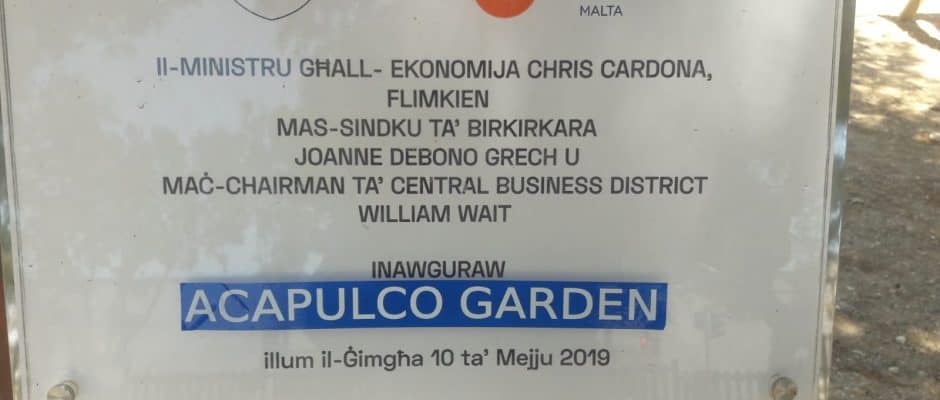 MALTA
Il-MINISTRU GĦALL- EKONOMIJA CHRIS CARDONA,
FLIMKIEN
MAS-SINDKU TA' BIRKIRKARA
JOANNE DEBONO GRECH U
MAĊ-CHAIRMAN TA' CENTRAL BUSINESS DISTRICT
WILLIAM WAIT
INAWGURAW
ACAPULCO GARDEN
illum il-Ġimgħa 10 ta' Mejju 2019